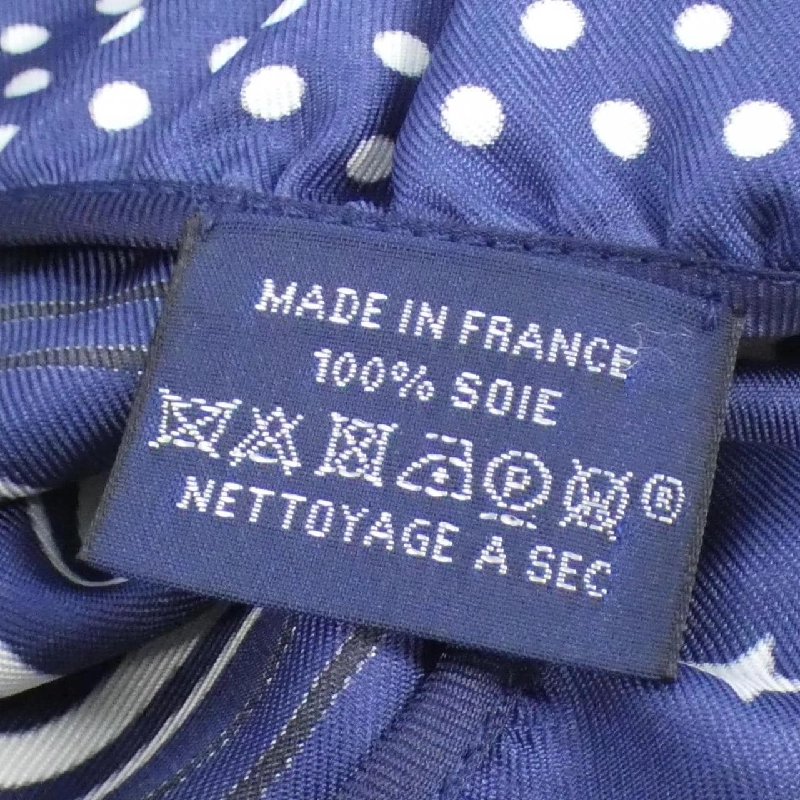 MADE IN FRANCE
100% SOIE
P W ®
NETTOYAGE A SEC